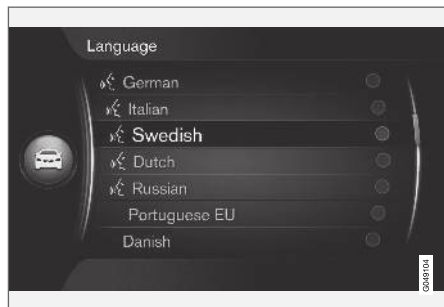 Language
German
Italian
Swedish
Dutch
Russian
Portuguese EU
Danish
G049104